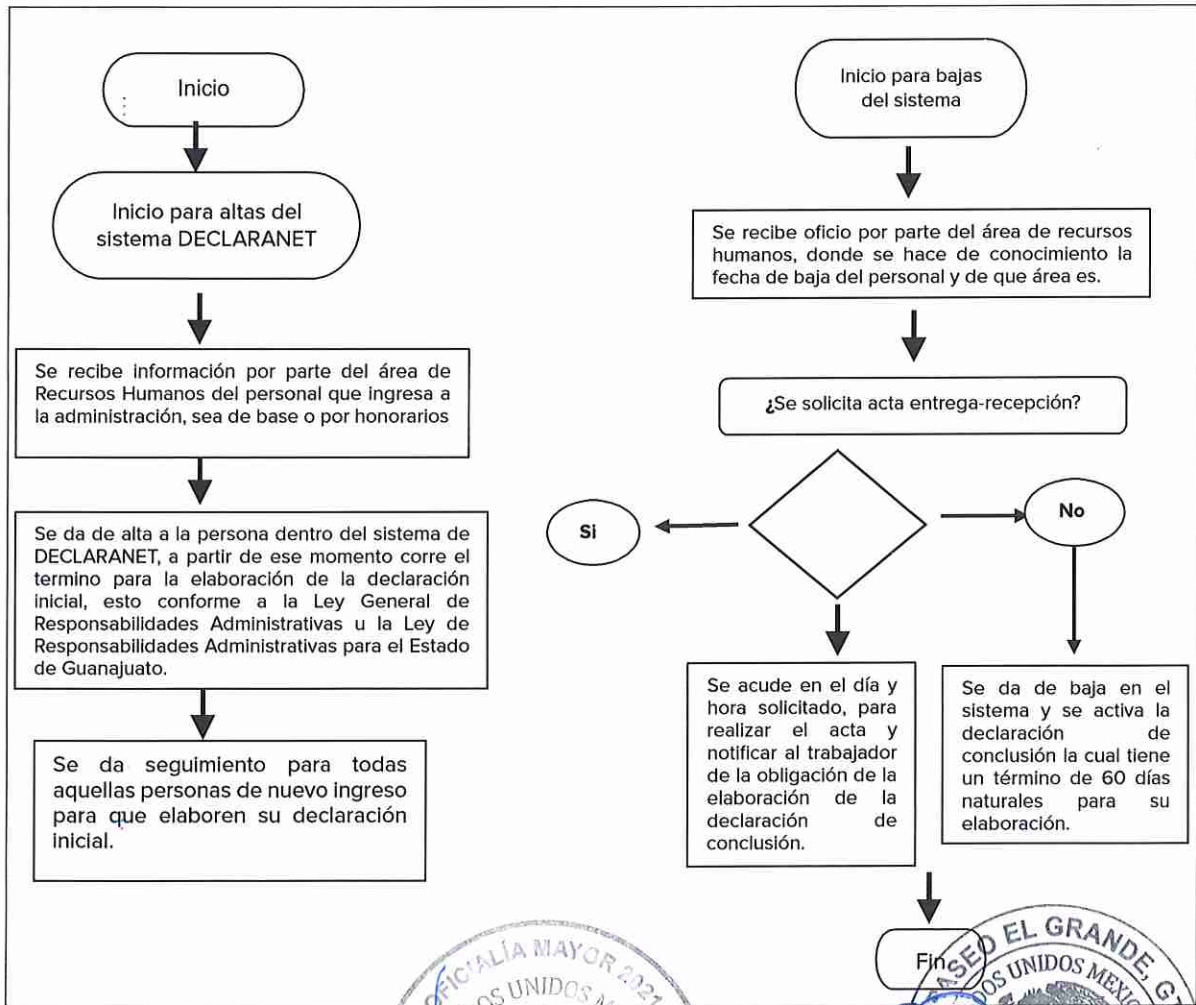 Inicio
Inicio para altas del
sistema DECLARANET
Se recibe información por parte del área de
Recursos Humanos del personal que ingresa a
la administración, sea de base o por honorarios
Se da de alta a la persona dentro del sistema de
DECLARANET, a partir de ese momento corre el
termino para la elaboración de la declaración
inicial, esto conforme a la Ley General de
Responsabilidades Administrativas u la Ley de
Responsabilidades Administrativas para el Estado
de Guanajuato.
Se da seguimiento para todas
aquellas personas de nuevo ingreso
para que elaboren su declaración
inicial.
Inicio para bajas
del sistema
Se recibe oficio por parte del área de recursos
humanos, donde se hace de conocimiento la
fecha de baja del personal y de que área es.
¿Se solicita acta entrega-recepción?
Si
No
Se acude en el día y
hora solicitado, para
realizar el acta y
notificar al trabajador
de la obligación de la
elaboración de la
declaración de
conclusión.
Se da de baja en el
sistema y se activa la
declaración de
conclusión la cual tiene
un término de 60 días
naturales para su
elaboración.
Fin
OFICIALÍA MAYOR 2021
OS UNIDOS M
PASEO EL GRANDE, G
DOS UNIDOS MEXI